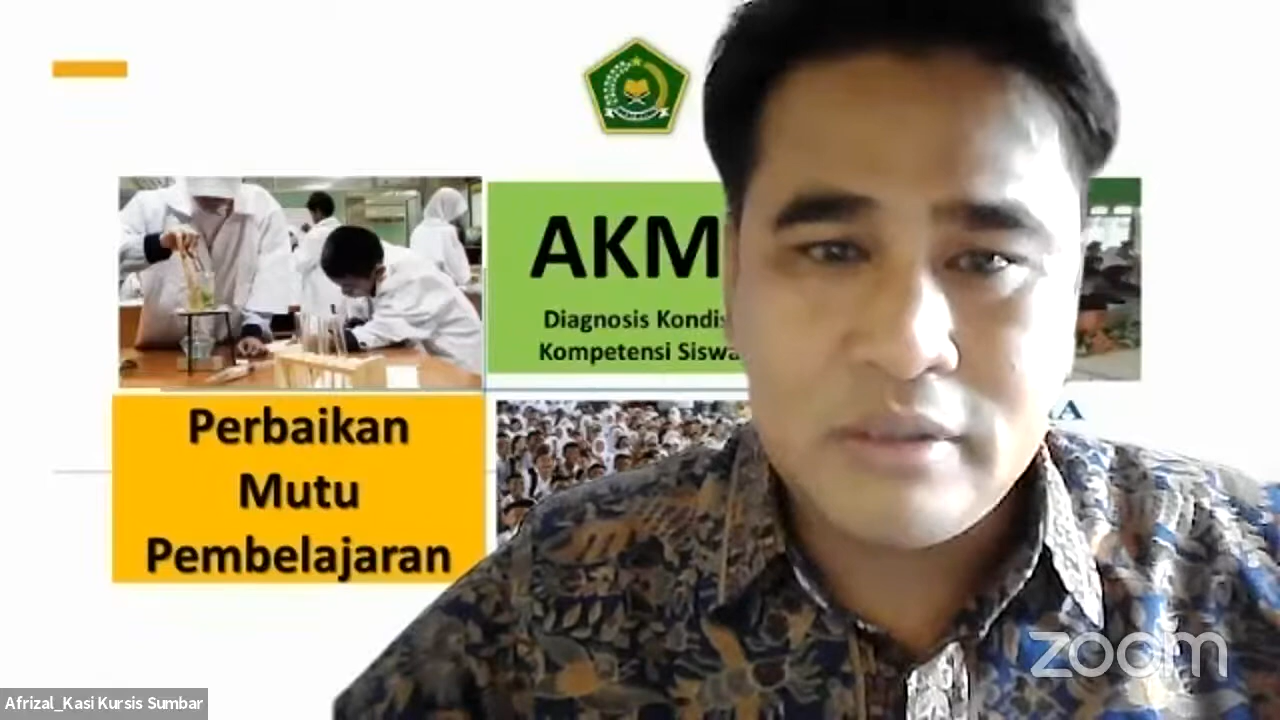 AKM
Diagnosis Kondis
Kompetensi Siswa
Perbaikan
Mutu
Pembelajaran
zoom
Afrizal_Kasi Kursis Sumbar